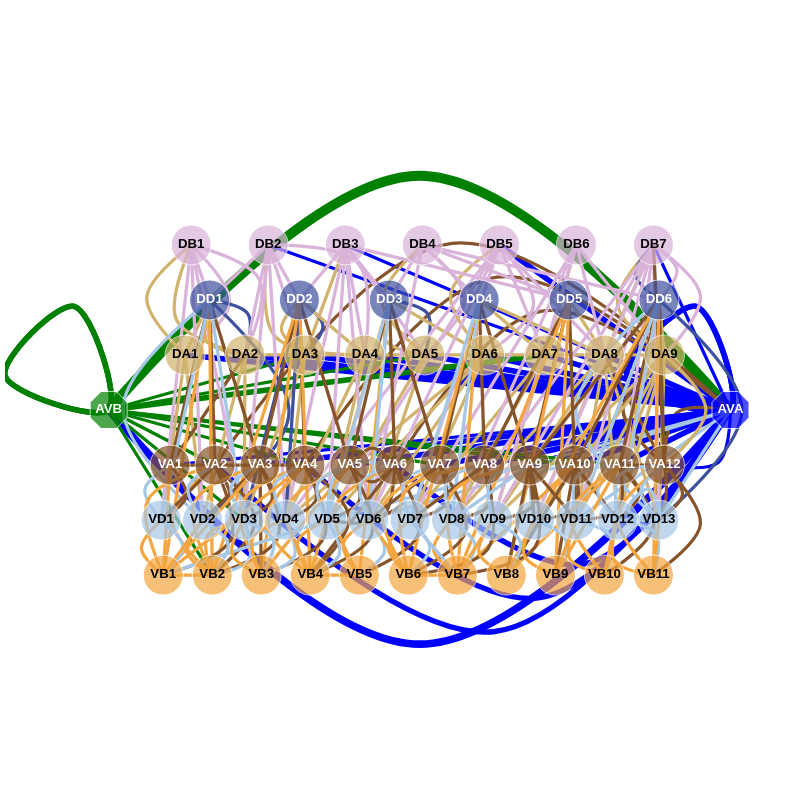 DB1 DB2 DB3 DB4 DB5 DB6 DB7
DD1 DD2 DD3 DD4 DD5 DD6
DA1 DA2 DA3 DA4 DA5 DA6 DA7 DA8 DA9
AVB AVA
VA1 VA2 VA3 VA4 VA5 VA6 VA7 VA8 VA9 VA10 VA11 VA12
VD1 VD2 VD3 VD4 VD5 VD6 VD7 VD8 VD9 VD10 VD11 VD12 VD13
VB1 VB2 VB3 VB4 VB5 VB6 VB7 VB8 VB9 VB10 VB11